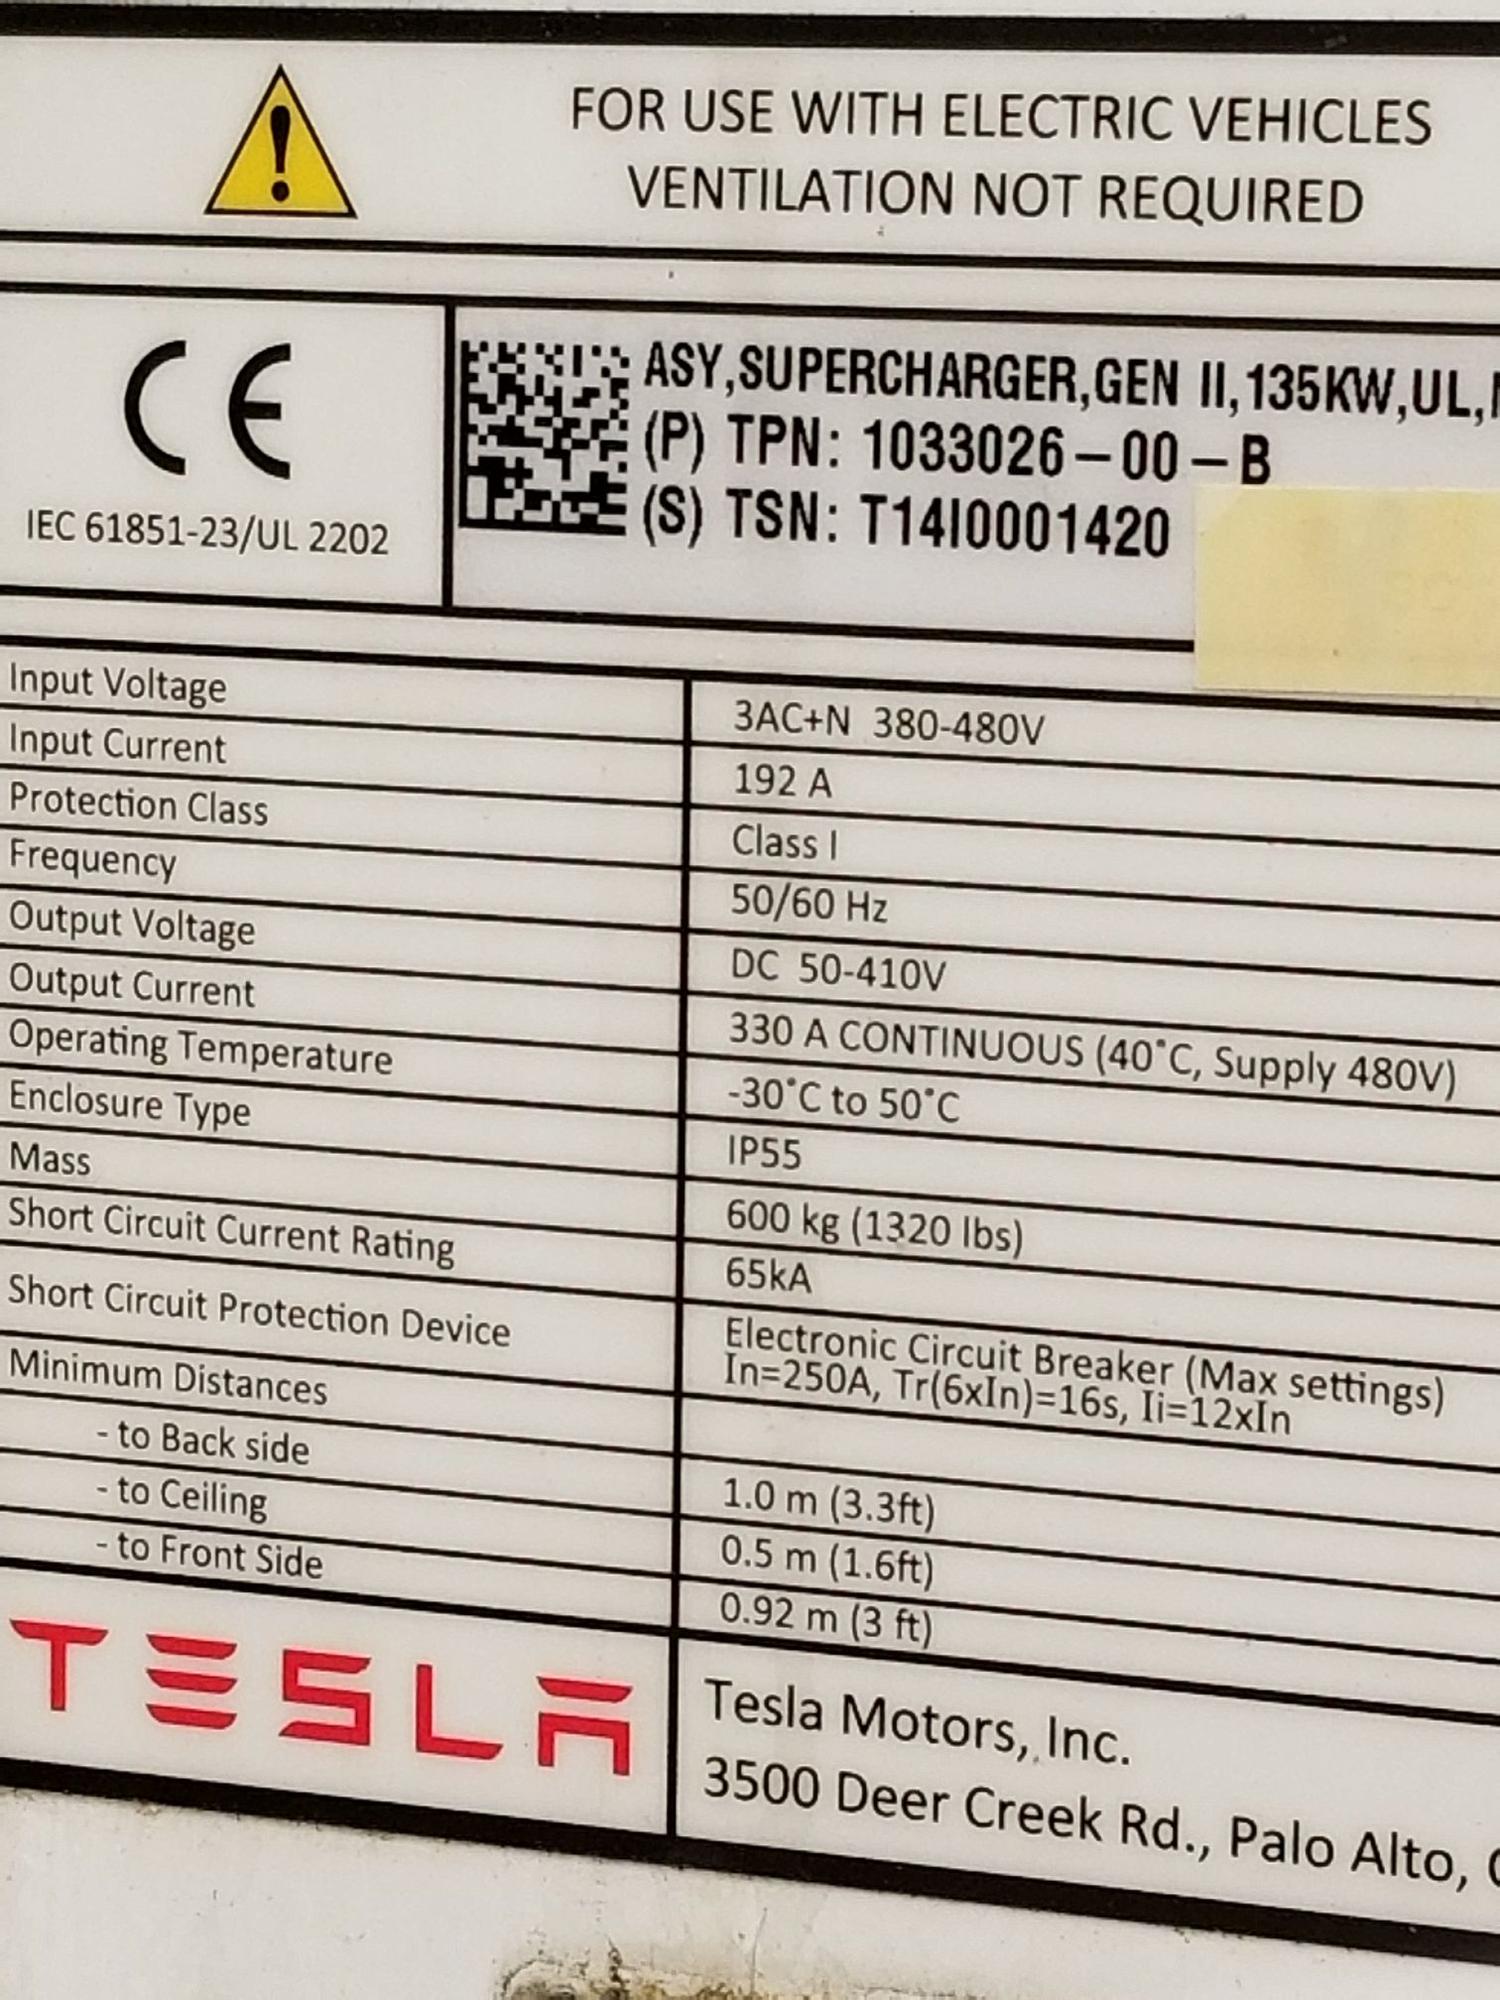 FOR USE WITH ELECTRIC VEHICLES
VENTILATION NOT REQUIRED
CE
IEC 61851-23/UL 2202
ASY,SUPERCHARGER,GEN II,135KW,UL,
(P) TPN: 1033026-00-B
(S) TSN: T14I0001420
Input Voltage 3AC+N 380-480V
Input Current 192 A
Protection Class Class I
Frequency 50/60 Hz
Output Voltage DC 50-410V
Output Current 330 A CONTINUOUS (40°C, Supply 480V)
Operating Temperature -30°C to 50°C
Enclosure Type IP55
Mass 600 kg (1320 lbs)
Short Circuit Current Rating 65kA
Short Circuit Protection Device Electronic Circuit Breaker (Max settings)
In=250A, Tr(6xIn)=16s, Ii=12xIn
Minimum Distances
- to Back side 1.0 m (3.3ft)
- to Ceiling 0.5 m (1.6ft)
- to Front Side 0.92 m (3 ft)
TESLA
Tesla Motors, Inc.
3500 Deer Creek Rd., Palo Alto,